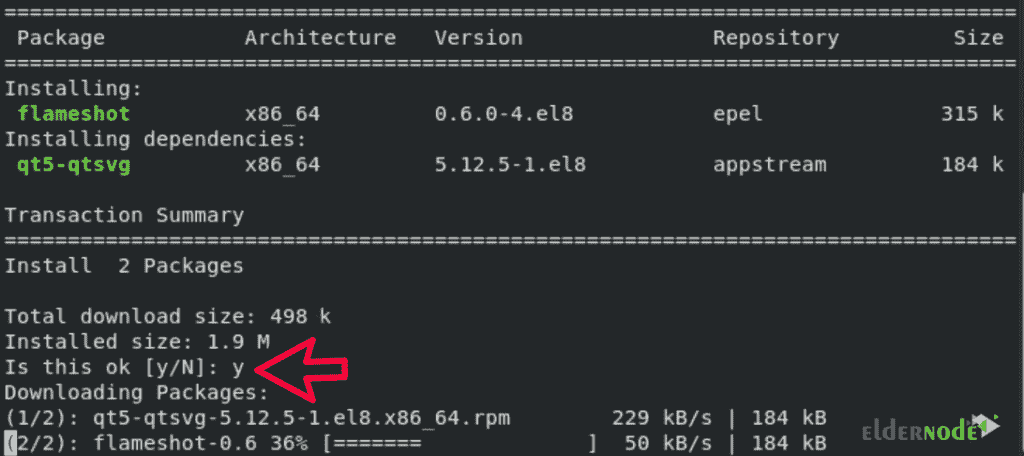 ================================================================================
Package Architecture Version Repository Size
================================================================================
Installing:
flameshot x86_64 0.6.0-4.el8 epel 315 k
Installing dependencies:
qt5-qtsvg x86_64 5.12.5-1.el8 appstream 184 k
Transaction Summary
================================================================================
Install 2 Packages
Total download size: 498 k
Installed size: 1.9 M
Is this ok [y/N]: y
Downloading Packages:
(1/2): qt5-qtsvg-5.12.5-1.el8.x86_64.rpm 229 kB/s | 184 kB
(2/2): flameshot-0.6 36% [======= ] 50 kB/s | 184 kB
elderNODE